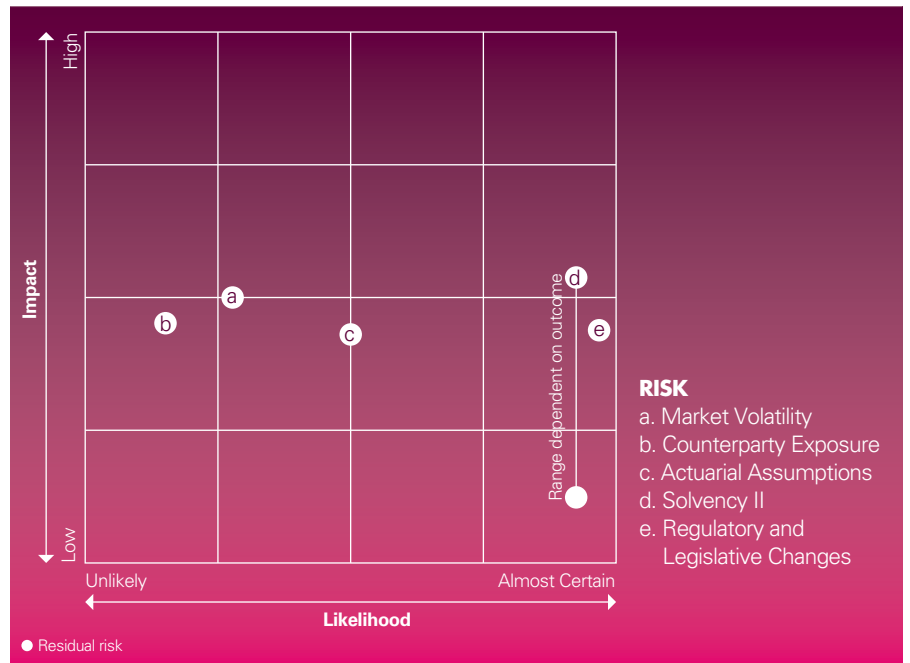 High
Impact
Low
a
b
c
d
e
Range dependent on outcome
Unlikely
Almost Certain
Likelihood
Residual risk
RISK
a. Market Volatility
b. Counterparty Exposure
c. Actuarial Assumptions
d. Solvency II
e. Regulatory and
Legislative Changes